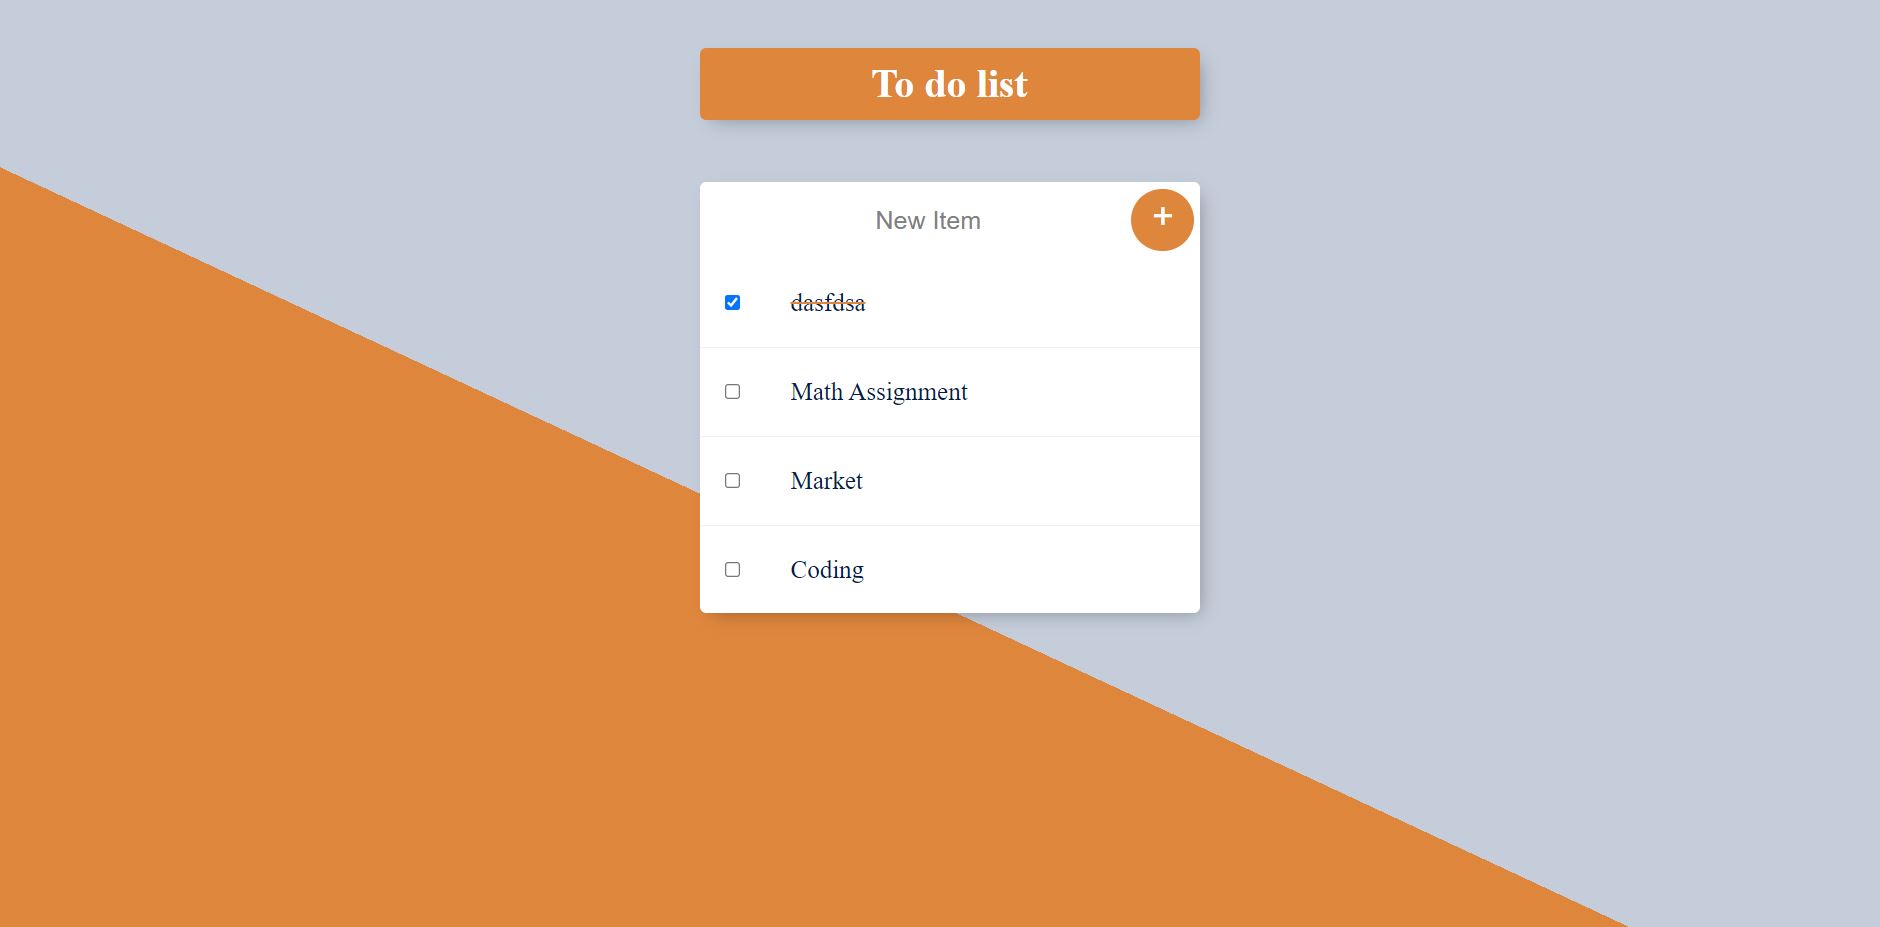 To do list
New Item
+
dasfdsa
Math Assignment
Market
Coding